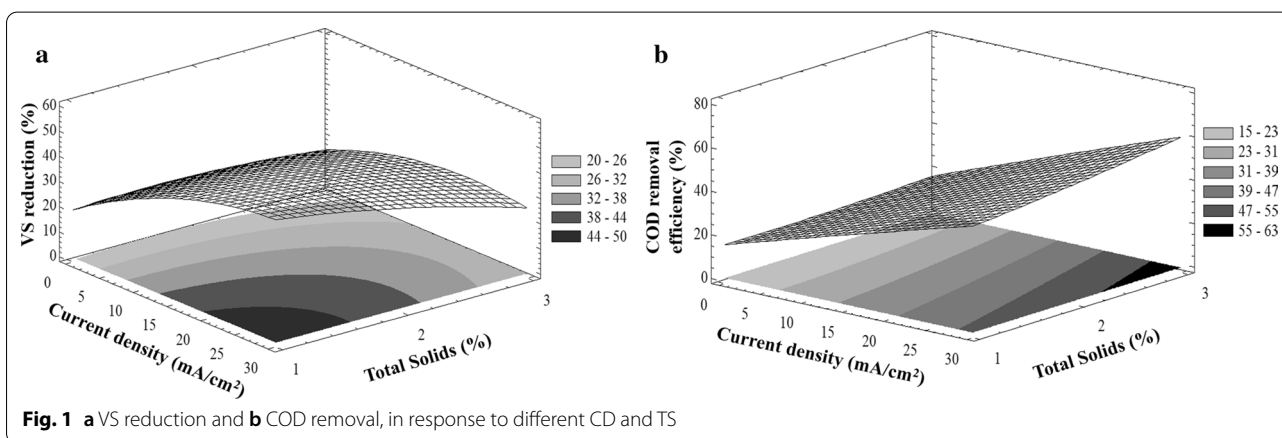 a
VS reduction (%)
60
50
40
30
20
10
0
0
5
10
15
20
25
30
Current density (mA/cm²)
1
2
3
Total Solids (%)
20 - 26
26 - 32
32 - 38
38 - 44
44 - 50
b
COD removal
efficiency (%)
80
60
40
20
0
0
5
10
15
20
25
30
Current density (mA/cm²)
1
2
3
Total Solids (%)
15 - 23
23 - 31
31 - 39
39 - 47
47 - 55
55 - 63
Fig. 1 a VS reduction and b COD removal, in response to different CD and TS